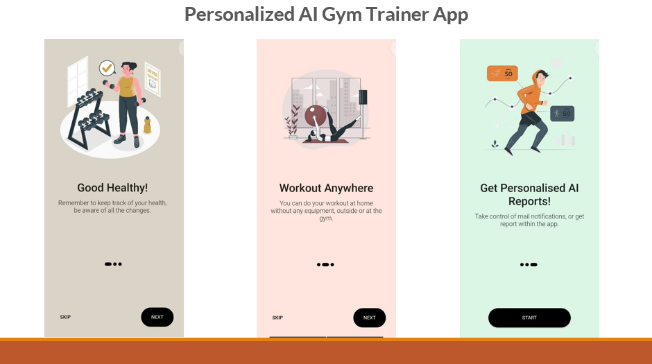 Personalized AI Gym Trainer App
Good Healthy!
Remember to keep track of your health,
be aware of all the changes.
SKIP
NEXT
Workout Anywhere
You can do your workout at home
without any equipment, outside or at the
gym.
SKIP
NEXT
50
Get Personalised AI
Reports!
Take control of mail notifications, or get
report within the app.
START